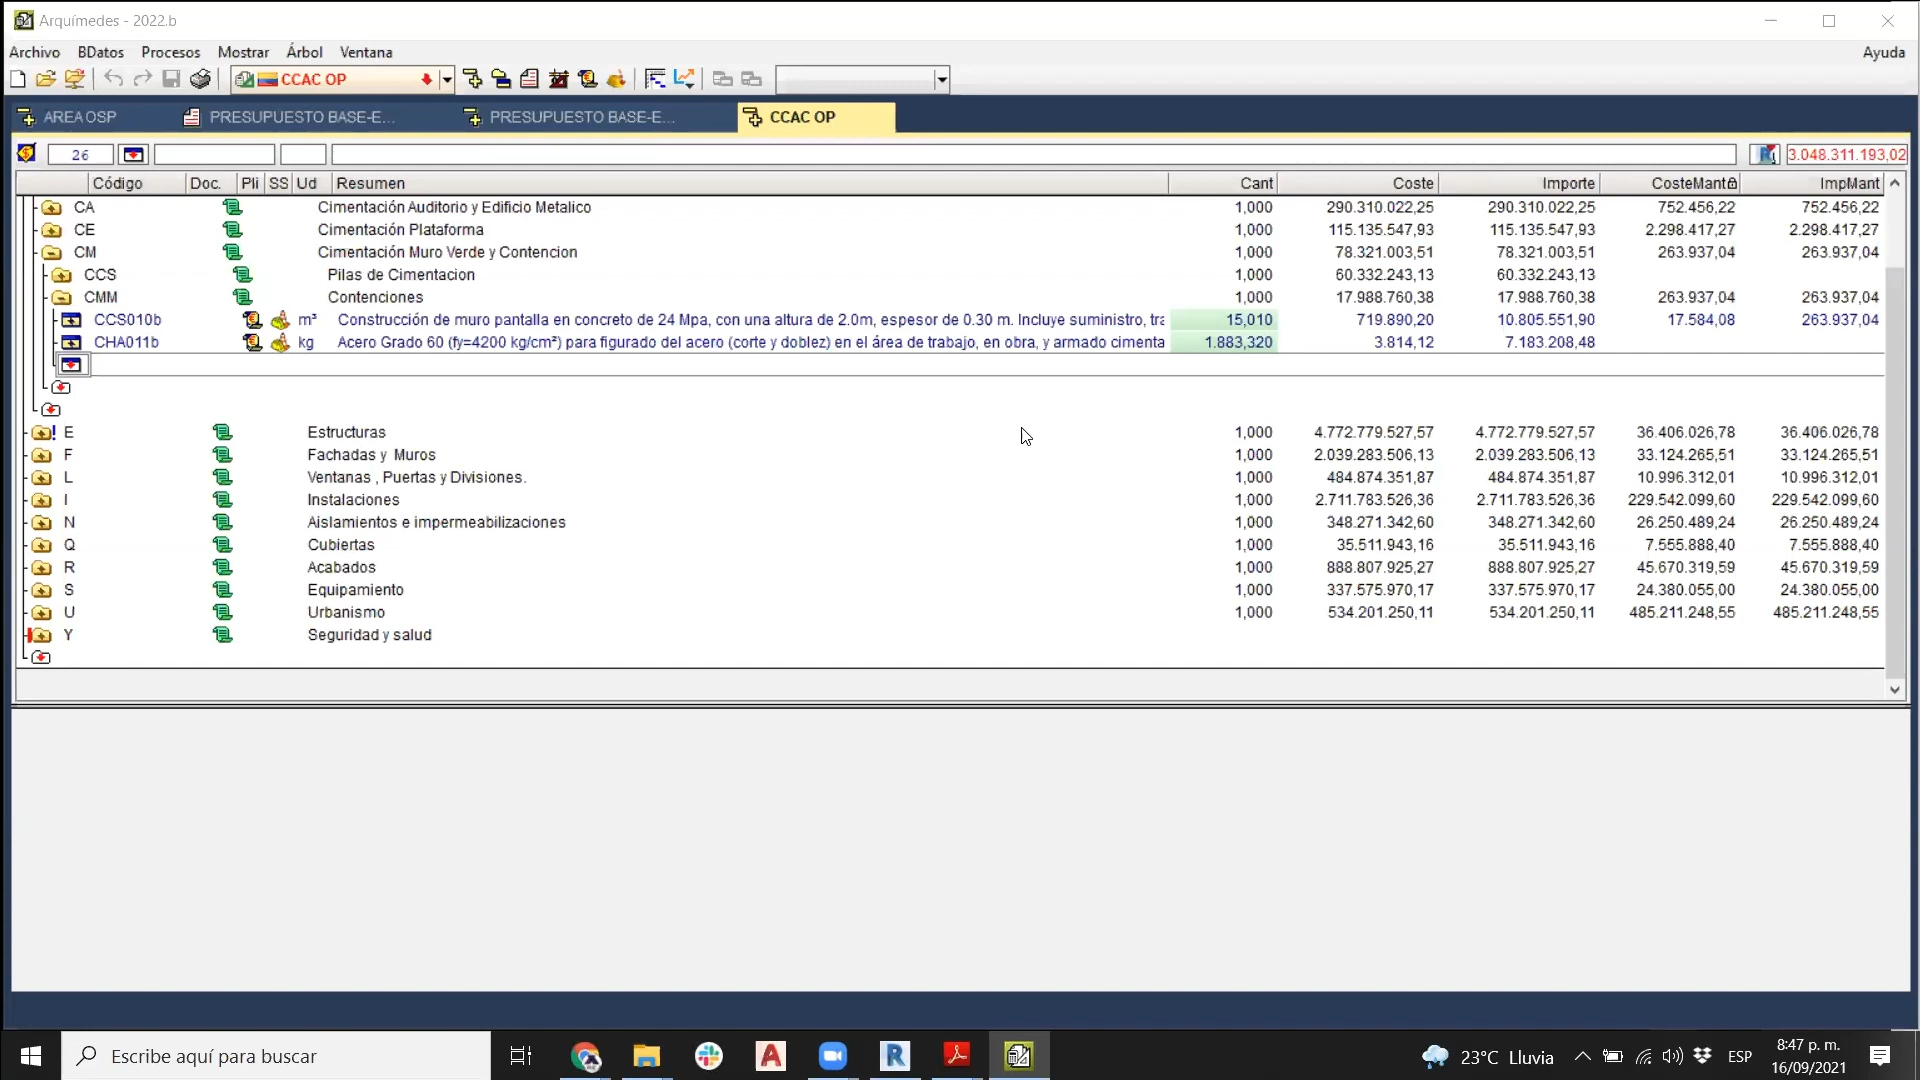 Arquímedes - 2022.b
Archivo BDatos Procesos Mostrar Árbol Ventana Ayuda
CCAC OP
AREA OSP PRESUPUESTO BASE-E... PRESUPUESTO BASE-E... CCAC OP
26 3.048.311.193,02
Código Doc. Pli SS Ud Resumen Cant Coste Importe CosteMant ImpMant
CA Cimentación Auditorio y Edificio Metalico 1,000 290.310.022,25 290.310.022,25 752.456,22 752.456,22
CE Cimentación Plataforma 1,000 115.135.547,93 115.135.547,93 2.298.417,27 2.298.417,27
CM Cimentación Muro Verde y Contencion 1,000 78.321.003,51 78.321.003,51 263.937,04 263.937,04
CCS Pilas de Cimentacion 1,000 60.332.243,13 60.332.243,13
CMM Contenciones 1,000 17.988.760,38 17.988.760,38 263.937,04 263.937,04
CCS010b m³ Construcción de muro pantalla en concreto de 24 Mpa, con una altura de 2.0m, espesor de 0.30 m. Incluye suministro, tra 15,010 719.890,20 10.805.551,90 17.584,08 263.937,04
CHA011b kg Acero Grado 60 (fy=4200 kg/cm²) para figurado del acero (corte y doblez) en el área de trabajo, en obra, y armado cimenta 1.883,320 3.814,12 7.183.208,48
E Estructuras 1,000 4.772.779.527,57 4.772.779.527,57 36.406.026,78 36.406.026,78
F Fachadas y Muros 1,000 2.039.283.506,13 2.039.283.506,13 33.124.265,51 33.124.265,51
L Ventanas , Puertas y Divisiones. 1,000 484.874.351,87 484.874.351,87 10.996.312,01 10.996.312,01
I Instalaciones 1,000 2.711.783.526,36 2.711.783.526,36 229.542.099,60 229.542.099,60
N Aislamientos e impermeabilizaciones 1,000 348.271.342,60 348.271.342,60 26.250.489,24 26.250.489,24
Q Cubiertas 1,000 35.511.943,16 35.511.943,16 7.555.888,40 7.555.888,40
R Acabados 1,000 888.807.925,27 888.807.925,27 45.670.319,59 45.670.319,59
S Equipamiento 1,000 337.575.970,17 337.575.970,17 24.380.055,00 24.380.055,00
U Urbanismo 1,000 534.201.250,11 534.201.250,11 485.211.248,55 485.211.248,55
Y Seguridad y salud
Escribe aquí para buscar 23°C Lluvia ESP 8:47 p. m.
16/09/2021